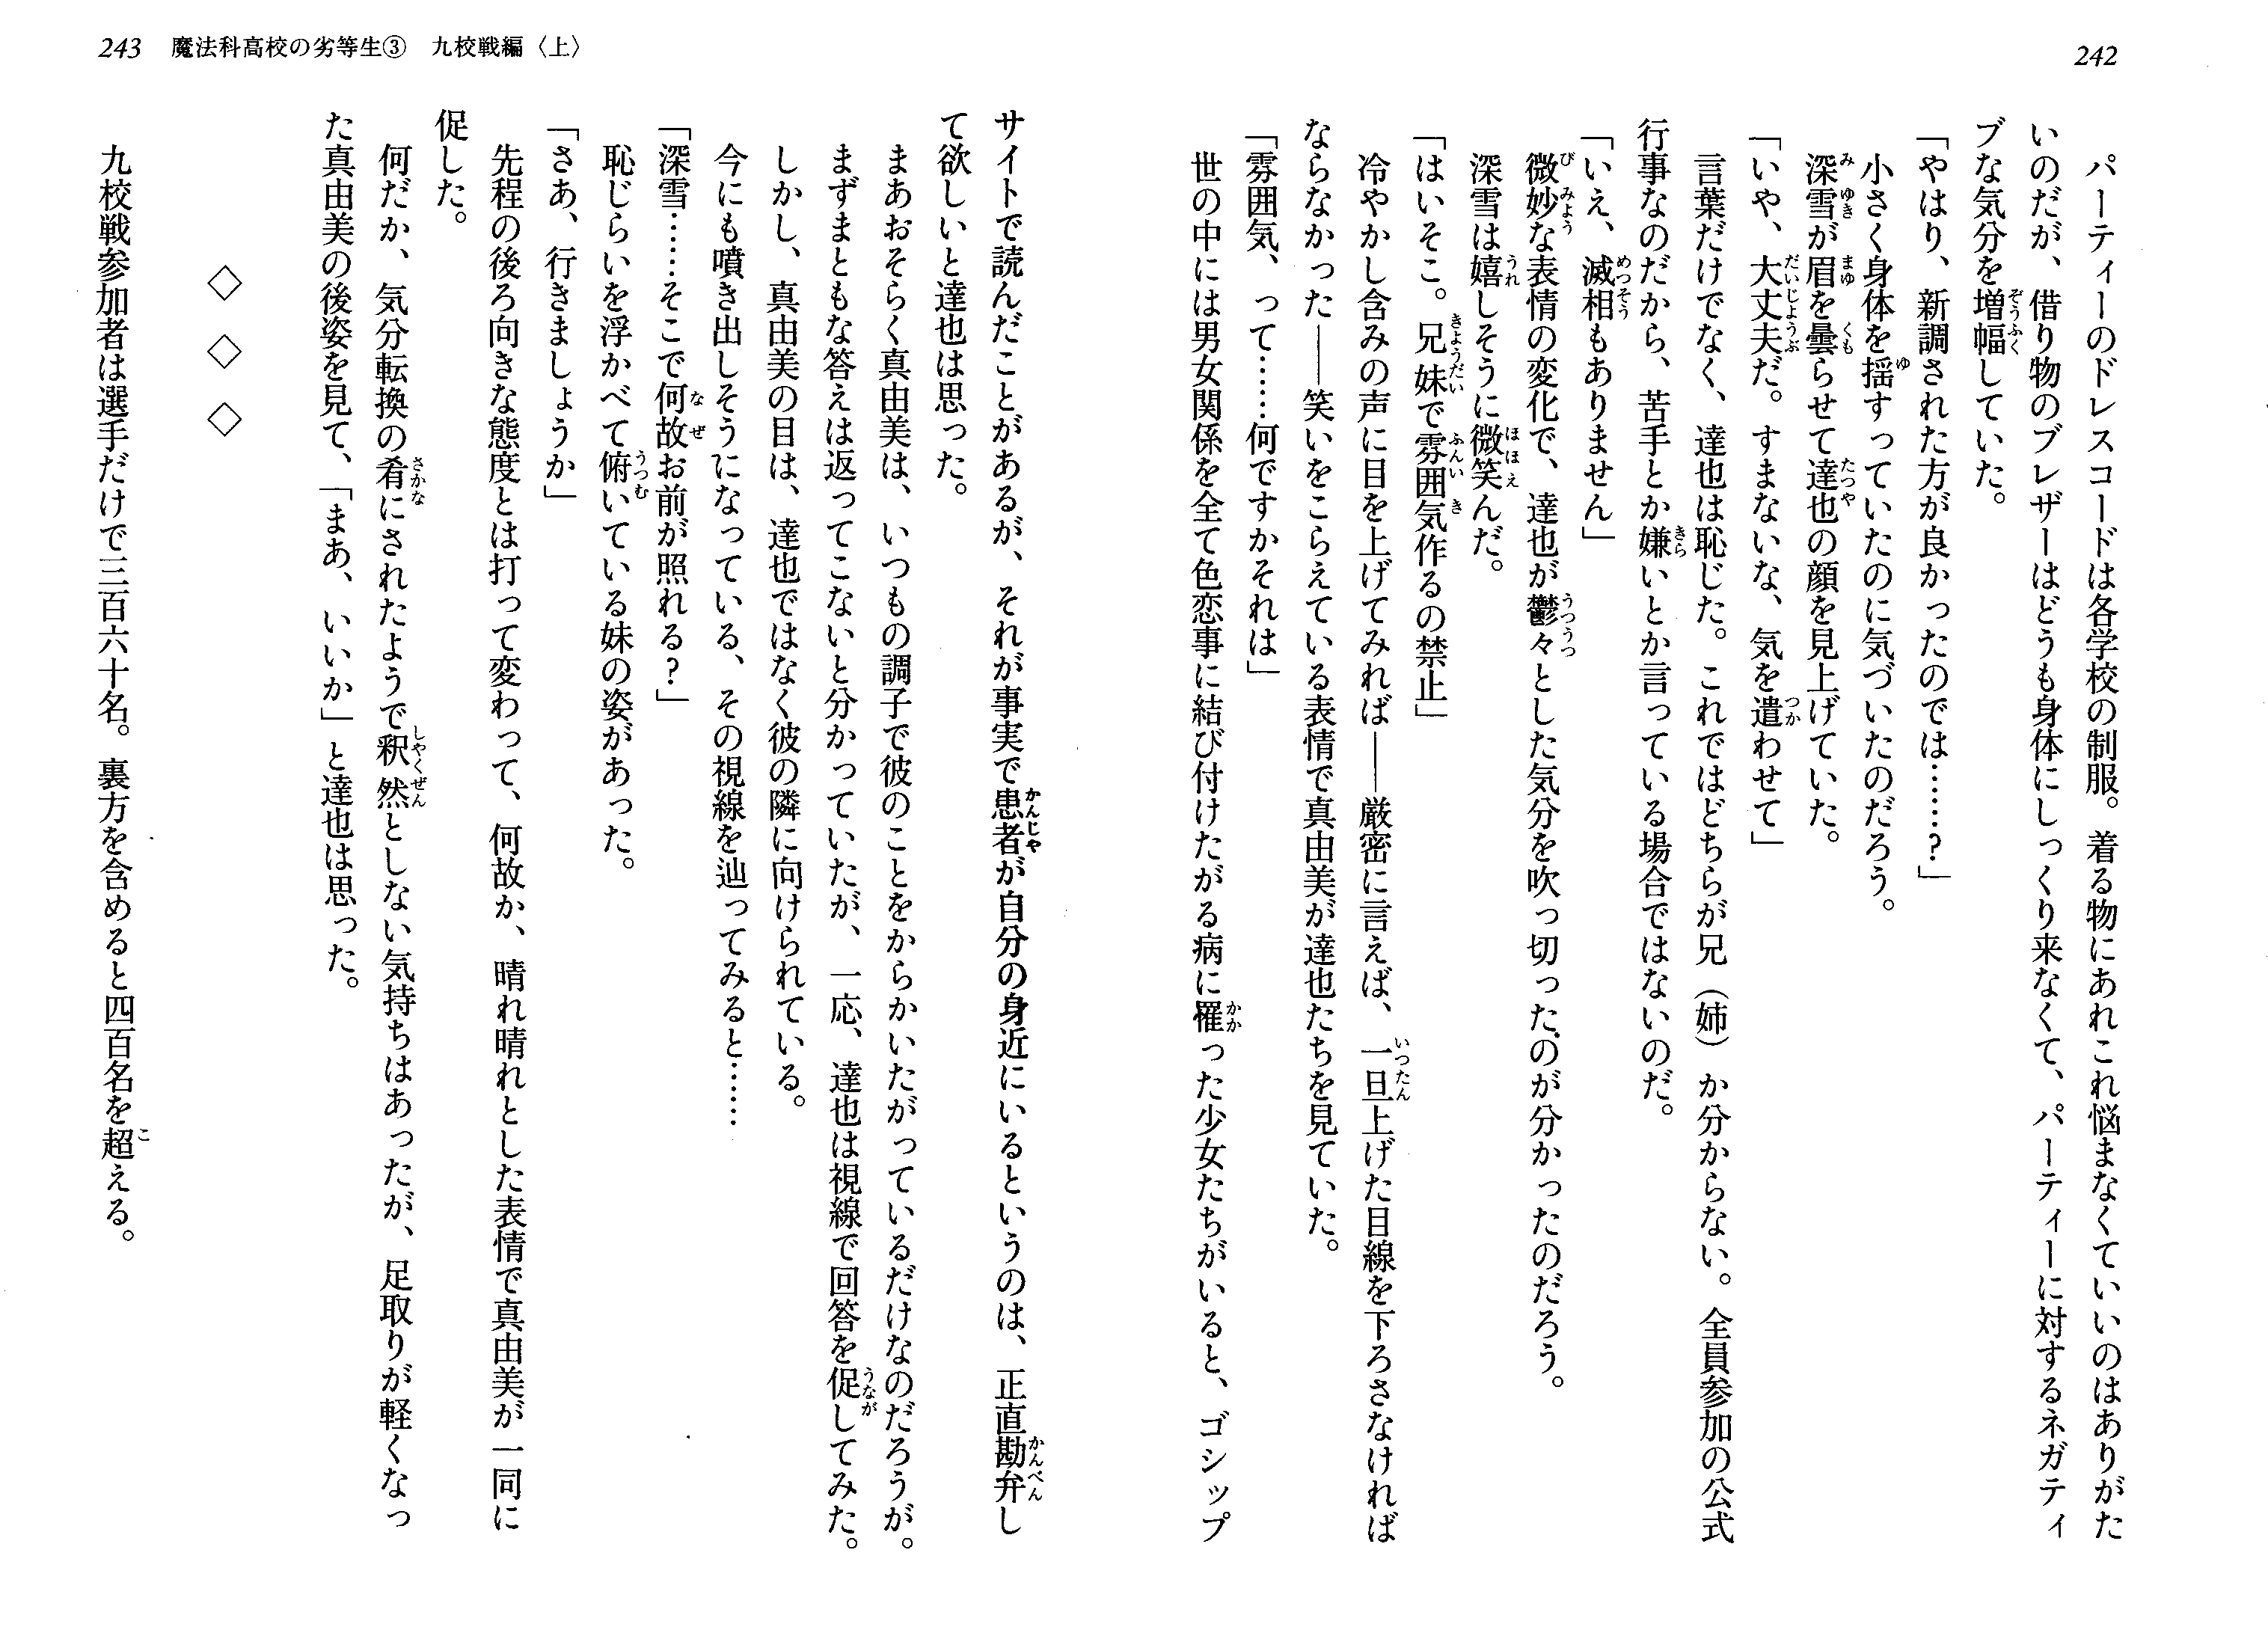 242
パーティーのドレスコードは各学校の制服。着る物にあれこれ悩まなくていいのはありがた
いのだが、借り物のブレザーはどうも身体にしっくり来なくて、パーティーに対するネガティ
ブな気分を増幅していた。
「やはり、新調された方が良かったのでは……？」
小さく身体を揺すっていたのに気づいたのだろう。
深雪が眉を曇らせて達也の顔を見上げていた。
「いや、大丈夫だ。すまないな、気を遣わせて」
言葉だけでなく、達也は恥じた。これではどちらが兄（姉）か分からない。全員参加の公式
行事なのだから、苦手とか嫌いとか言っている場合ではないのだ。
「いえ、滅相もありません」
微妙な表情の変化で、達也が鬱々とした気分を吹っ切ったのが分かったのだろう。
深雪は嬉しそうに微笑んだ。
「はいそこ。兄妹で雰囲気作るの禁止」
冷やかし含みの声に目を上げてみれば――厳密に言えば、一旦上げた目線を下ろさなければ
ならなかった――笑いをこらえている表情で真由美が達也たちを見ていた。
「雰囲気、って……何ですかそれは」
世の中には男女関係を全て色恋事に結び付けたがる病に罹った少女たちがいると、ゴシップ
243 魔法科高校の劣等生③ 九校戦編〈上〉
サイトで読んだことがあるが、それが事実で患者が自分の身近にいるというのは、正直勘弁し
て欲しいと達也は思った。
まあおそらく真由美は、いつもの調子で彼のことをからかいたがっているだけなのだろうが。
まずまともな答えは返ってこないと分かっていたが、一応、達也は視線で回答を促してみた。
しかし、真由美の目は、達也ではなく彼の隣に向けられている。
今にも噴き出しそうになっている、その視線を辿ってみると……
「深雪……そこで何故お前が照れる？」
恥じらいを浮かべて俯いている妹の姿があった。
「さあ、行きましょうか」
先程の後ろ向きな態度とは打って変わって、何故か、晴れ晴れとした表情で真由美が一同に
促した。
何だか、気分転換の肴にされたようで釈然としない気持ちはあったが、足取りが軽くなっ
た真由美の後姿を見て、「まあ、いいか」と達也は思った。
◇ ◇ ◇
九校戦参加者は選手だけで三百六十名。裏方を含めると四百名を超える。